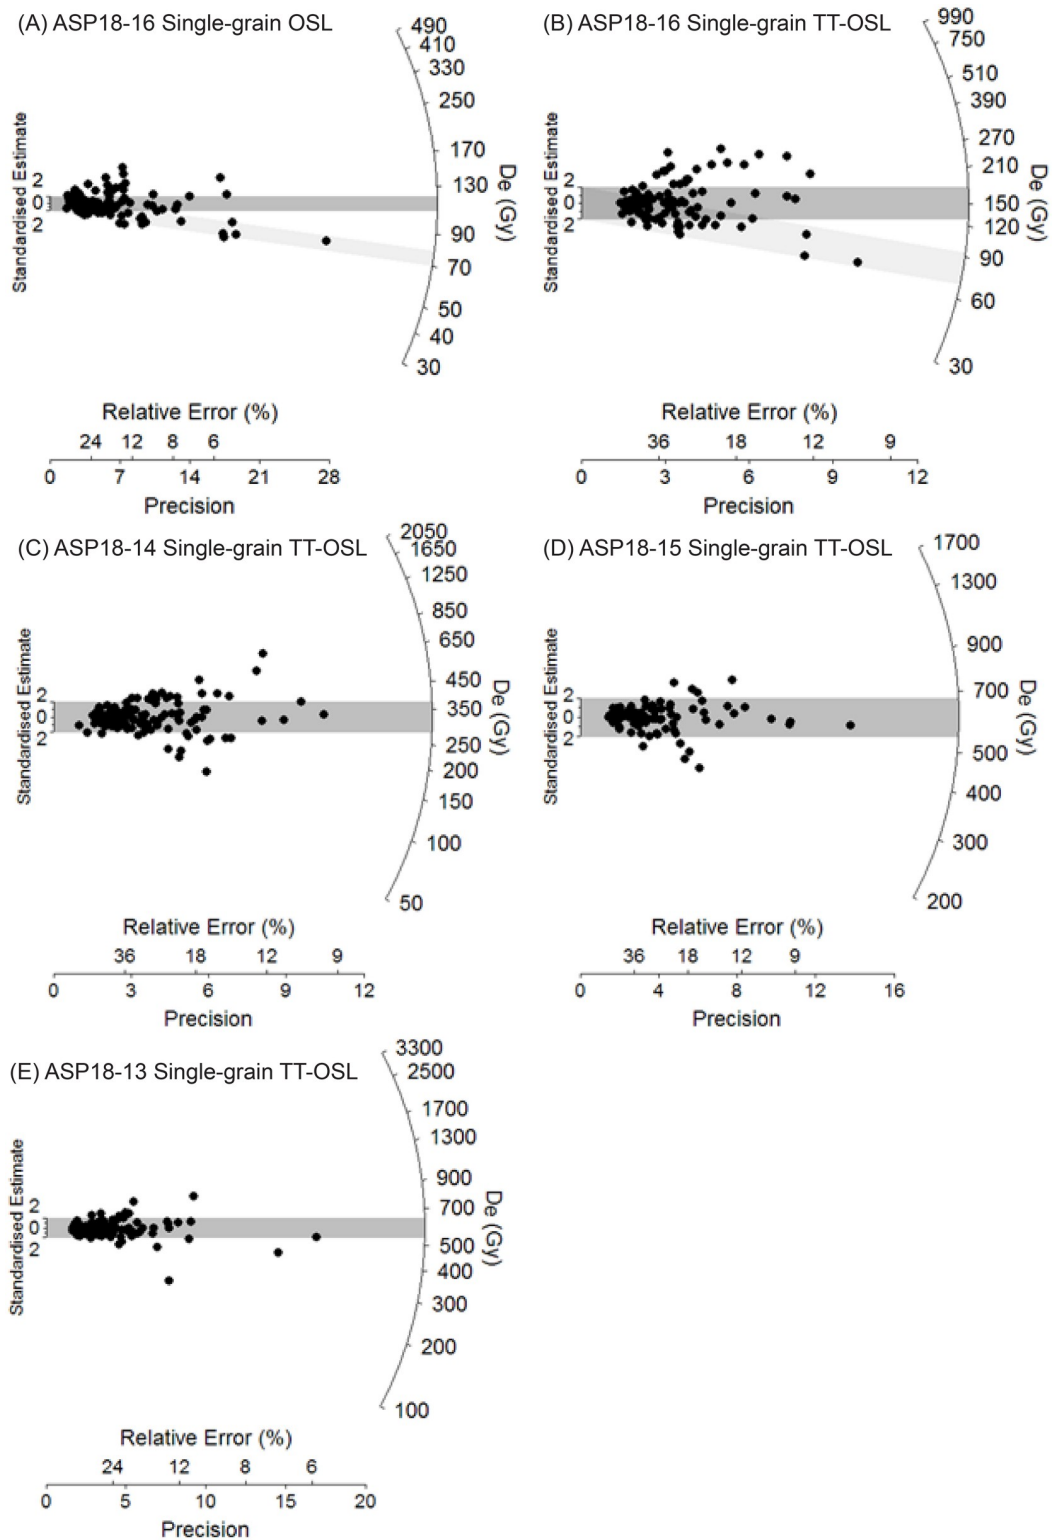 (A) ASP18-16 Single-grain OSL
490
410
330
250
170
130
90
70
50
40
30
De (Gy)
Standardised Estimate
2
0
2
Relative Error (%)
24 12 8 6
0 7 14 21 28
Precision
(B) ASP18-16 Single-grain TT-OSL
990
750
510
390
270
210
150
120
90
60
30
De (Gy)
Standardised Estimate
2
0
2
Relative Error (%)
36 18 12 9
0 3 6 9 12
Precision
(C) ASP18-14 Single-grain TT-OSL
2050
1650
1250
850
650
450
350
250
200
150
100
50
De (Gy)
Standardised Estimate
2
0
2
Relative Error (%)
36 18 12 9
0 3 6 9 12
Precision
(D) ASP18-15 Single-grain TT-OSL
1700
1300
900
700
500
400
300
200
De (Gy)
Standardised Estimate
2
0
2
Relative Error (%)
36 18 12 9
0 4 8 12 16
Precision
(E) ASP18-13 Single-grain TT-OSL
3300
2500
1700
1300
900
700
500
400
300
200
100
De (Gy)
Standardised Estimate
2
0
2
Relative Error (%)
24 12 8 6
0 5 10 15 20
Precision